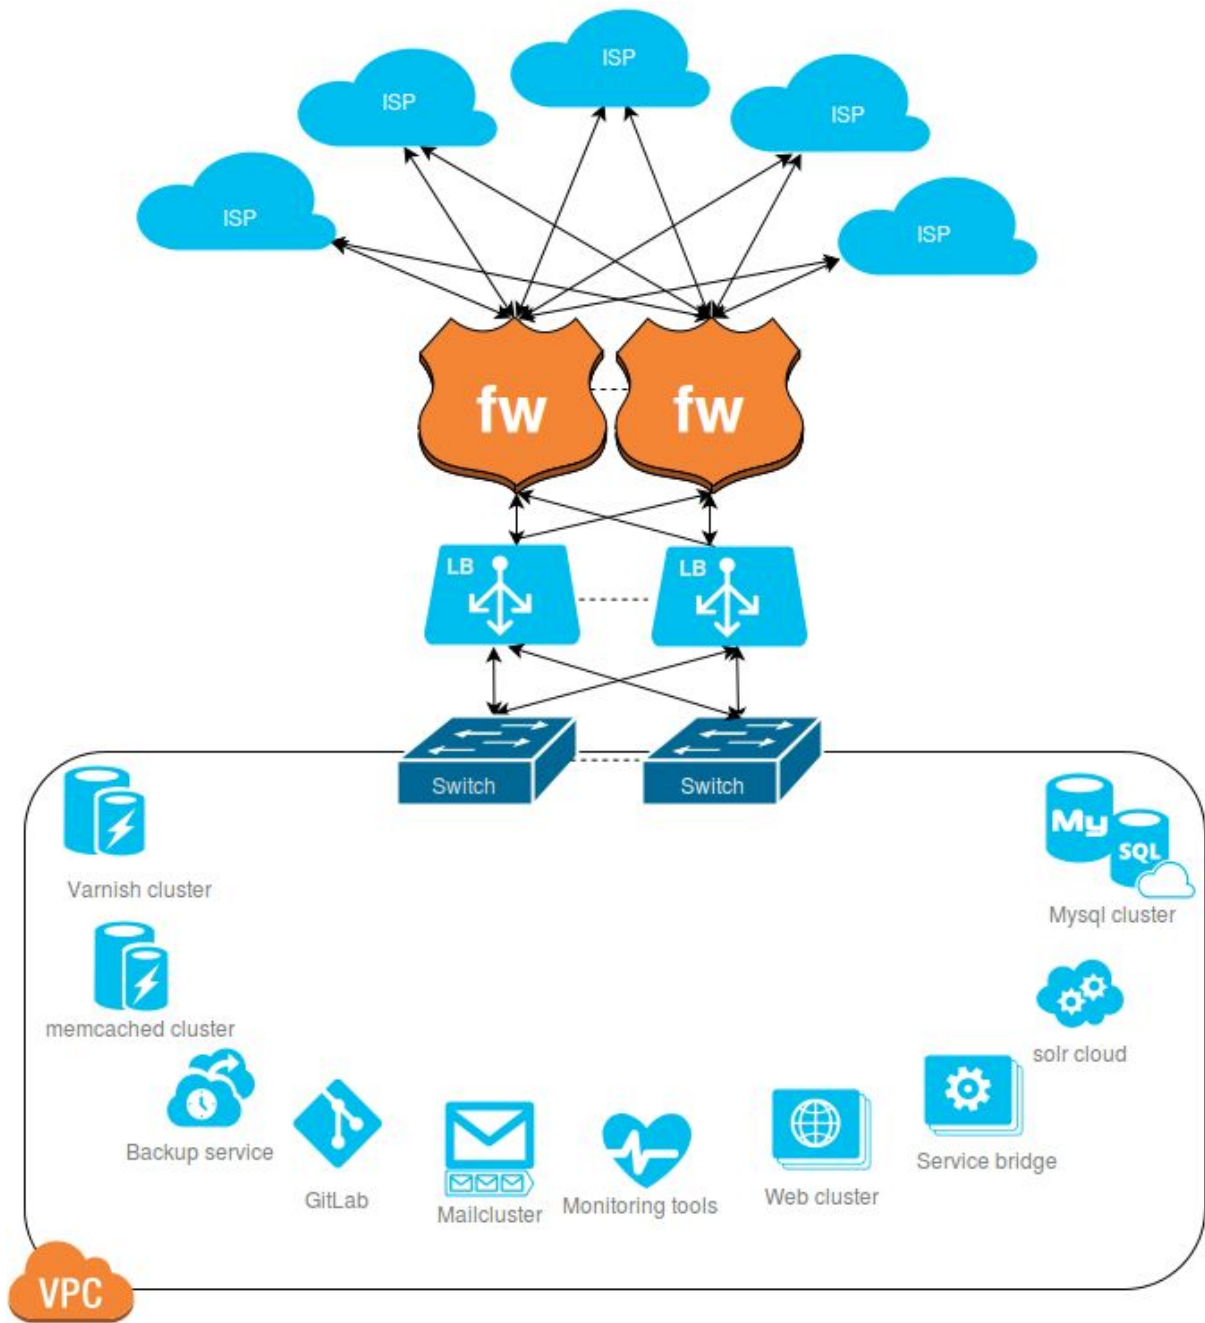 ISP
ISP
ISP
ISP
ISP
fw
fw
LB
LB
Switch
Switch
Varnish cluster
My
SQL
Mysql cluster
memcached cluster
solr cloud
Backup service
GitLab
Mailcluster
Monitoring tools
Web cluster
Service bridge
VPC